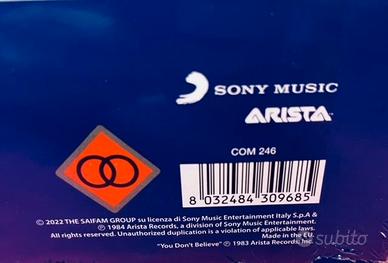 SONY MUSIC
ARISTA
COM 246
8 032484 309685
© 2022 THE SAIFAM GROUP su licenza di Sony Music Entertainment Italy S.p.A &
℗ 1984 Arista Records, a division of Sony Music Entertainment.
All rights reserved. Unauthorized duplication is a violation of applicable laws.
Made in the EU.
"You Don't Believe" ℗ 1983 Arista Records, Inc.
subito